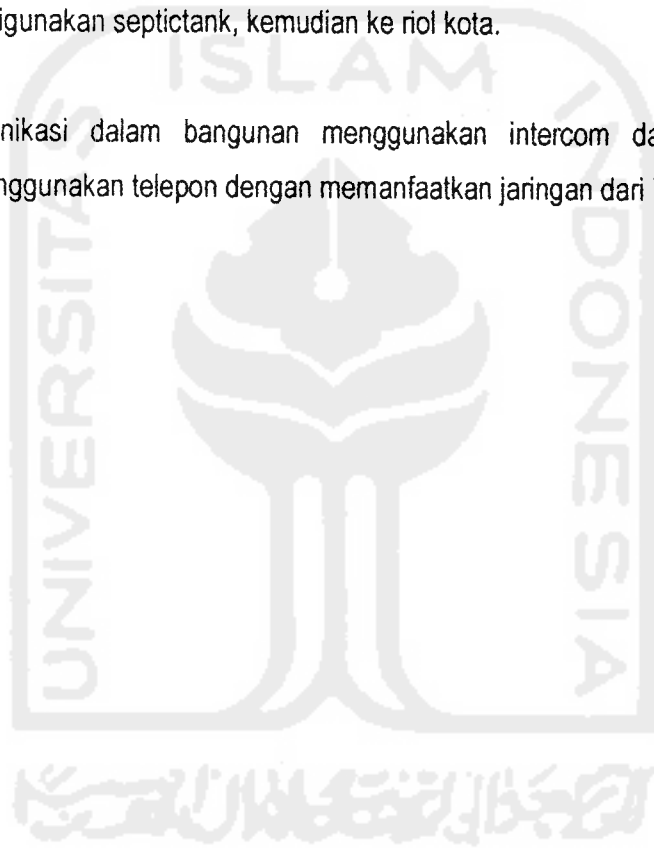 igunakan septictank, kemudian ke riol kota.
nikasi dalam bangunan menggunakan intercom da
nggunakan telepon dengan memanfaatkan jaringan dari
UNIVERSITAS
ISLAM
INDONESIA